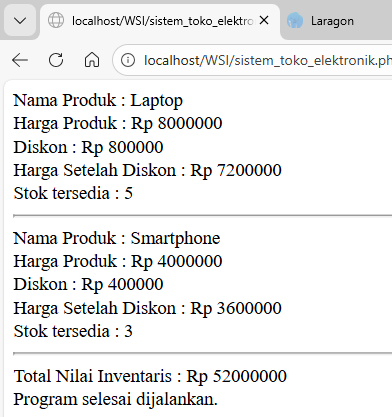 localhost/WSI/sistem_toko_elektro
Laragon
localhost/WSI/sistem_toko_elektronik.ph
Nama Produk : Laptop
Harga Produk : Rp 8000000
Diskon : Rp 800000
Harga Setelah Diskon : Rp 7200000
Stok tersedia : 5
Nama Produk : Smartphone
Harga Produk : Rp 4000000
Diskon : Rp 400000
Harga Setelah Diskon : Rp 3600000
Stok tersedia : 3
Total Nilai Inventaris : Rp 52000000
Program selesai dijalankan.